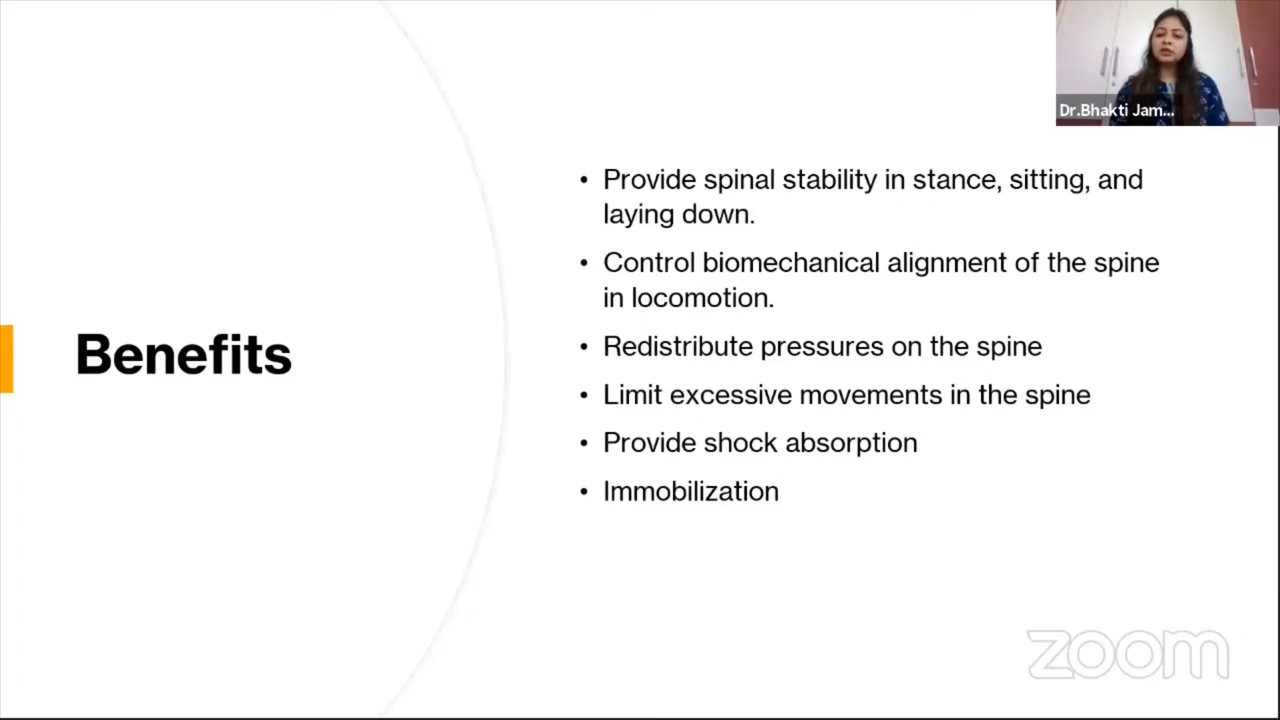 Dr.Bhakti Jam...
• Provide spinal stability in stance, sitting, and
laying down.
• Control biomechanical alignment of the spine
in locomotion.
Benefits
• Redistribute pressures on the spine
• Limit excessive movements in the spine
• Provide shock absorption
• Immobilization
zoom